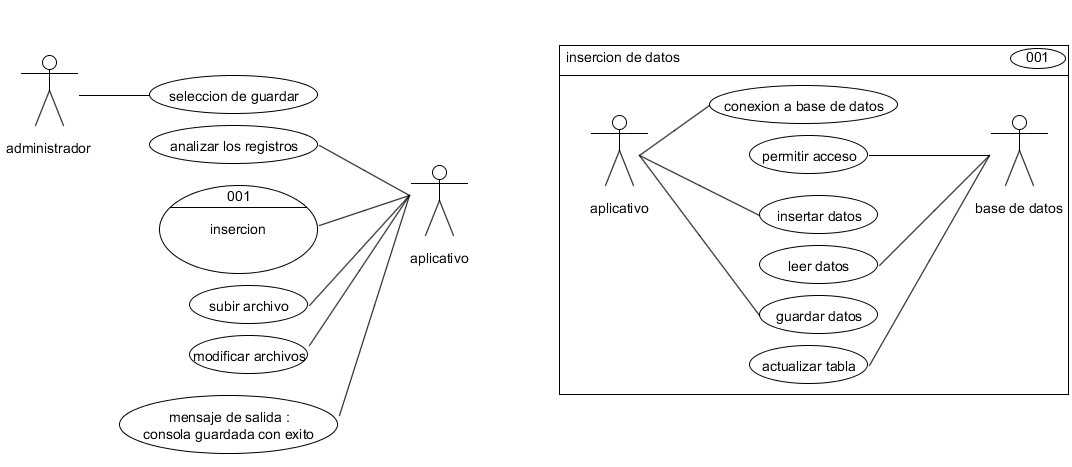 administrador
seleccion de guardar
analizar los registros
001
insercion
aplicativo
subir archivo
modificar archivos
mensaje de salida :
consola guardada con exito
insercion de datos
001
conexion a base de datos
permitir acceso
aplicativo
base de datos
insertar datos
leer datos
guardar datos
actualizar tabla